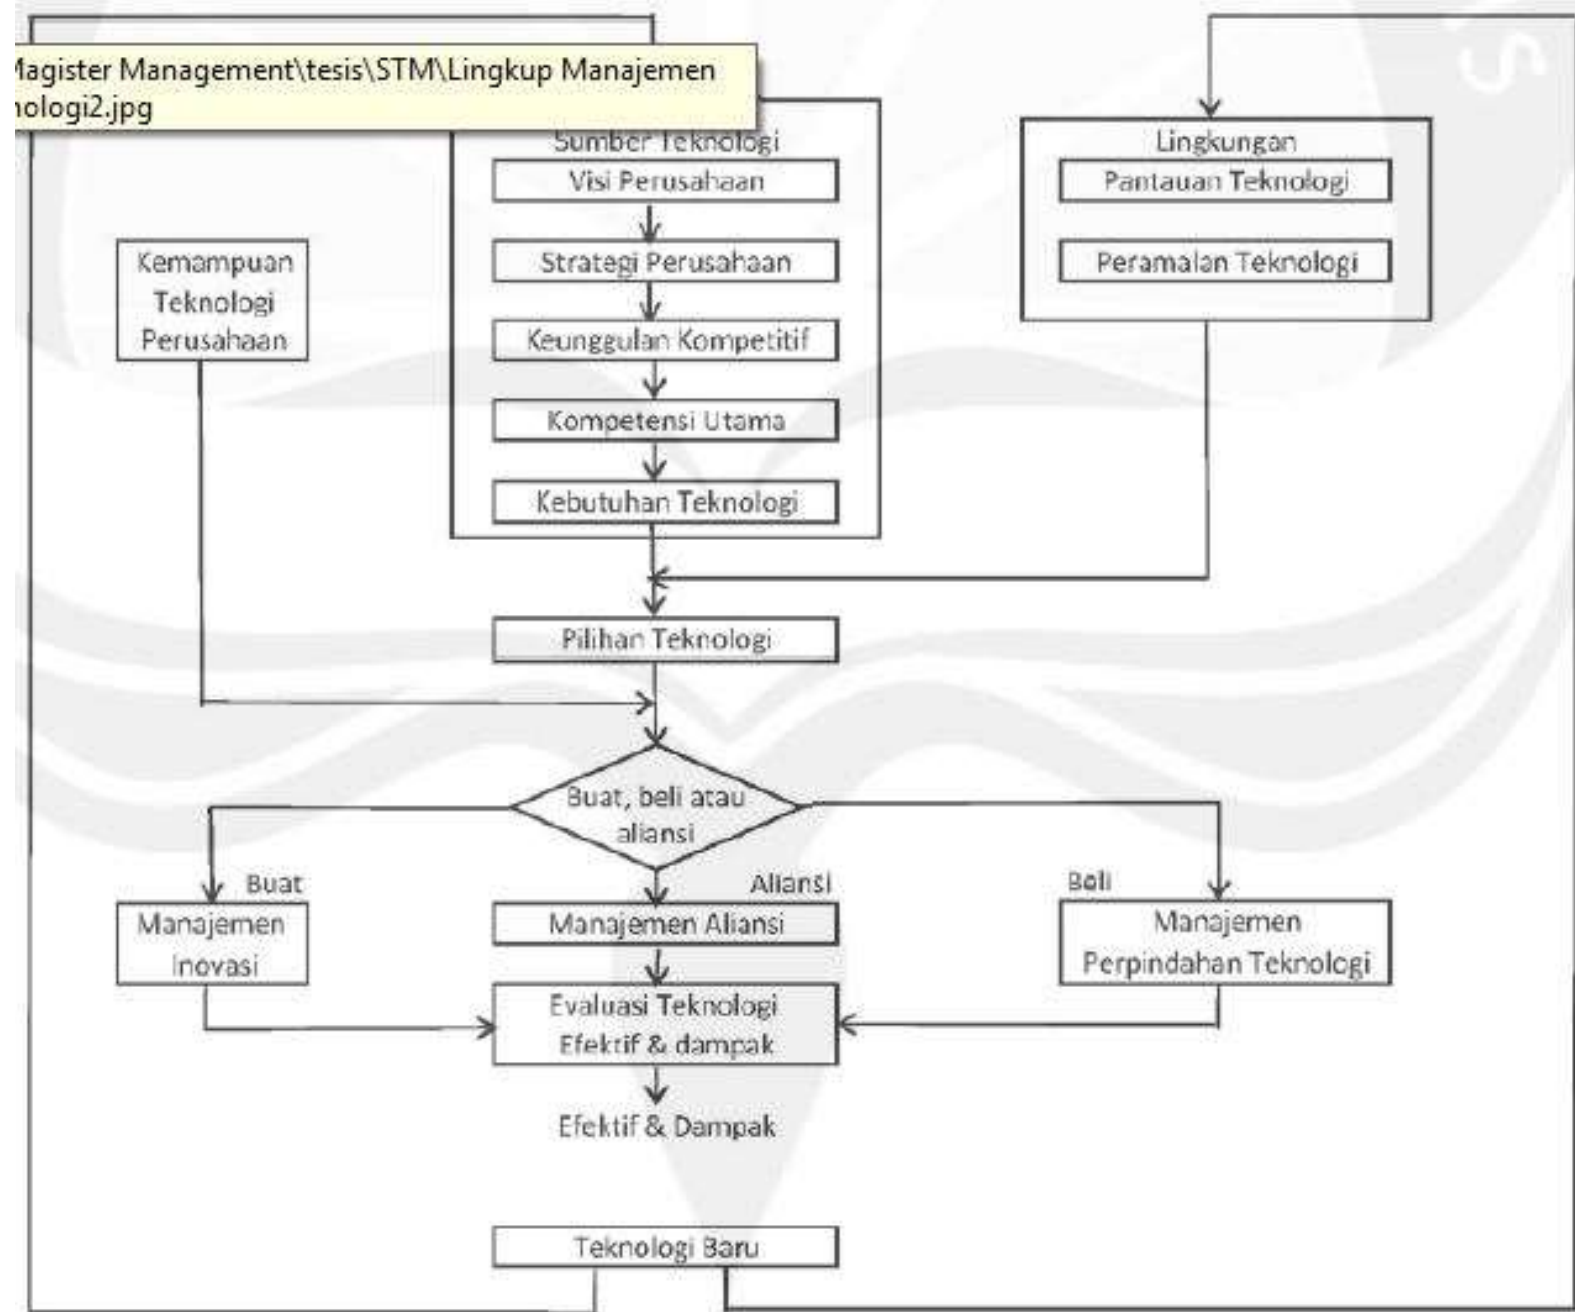 Magister Management\tesis\STM\Lingkup Manajemen
nologi2.jpg
Sumber Teknologi
Visi Perusahaan
Strategi Perusahaan
Keunggulan Kompetitif
Kompetensi Utama
Kebutuhan Teknologi
Lingkungan
Pantauan Teknologi
Peramalan Teknologi
Kemampuan
Teknologi
Perusahaan
Pilihan Teknologi
Buat, beli atau
aliansi
Buat
Aliansi
Beli
Manajemen
Inovasi
Manajemen Aliansi
Manajemen
Perpindahan Teknologi
Evaluasi Teknologi
Efektif & dampak
Efektif & Dampak
Teknologi Baru
S